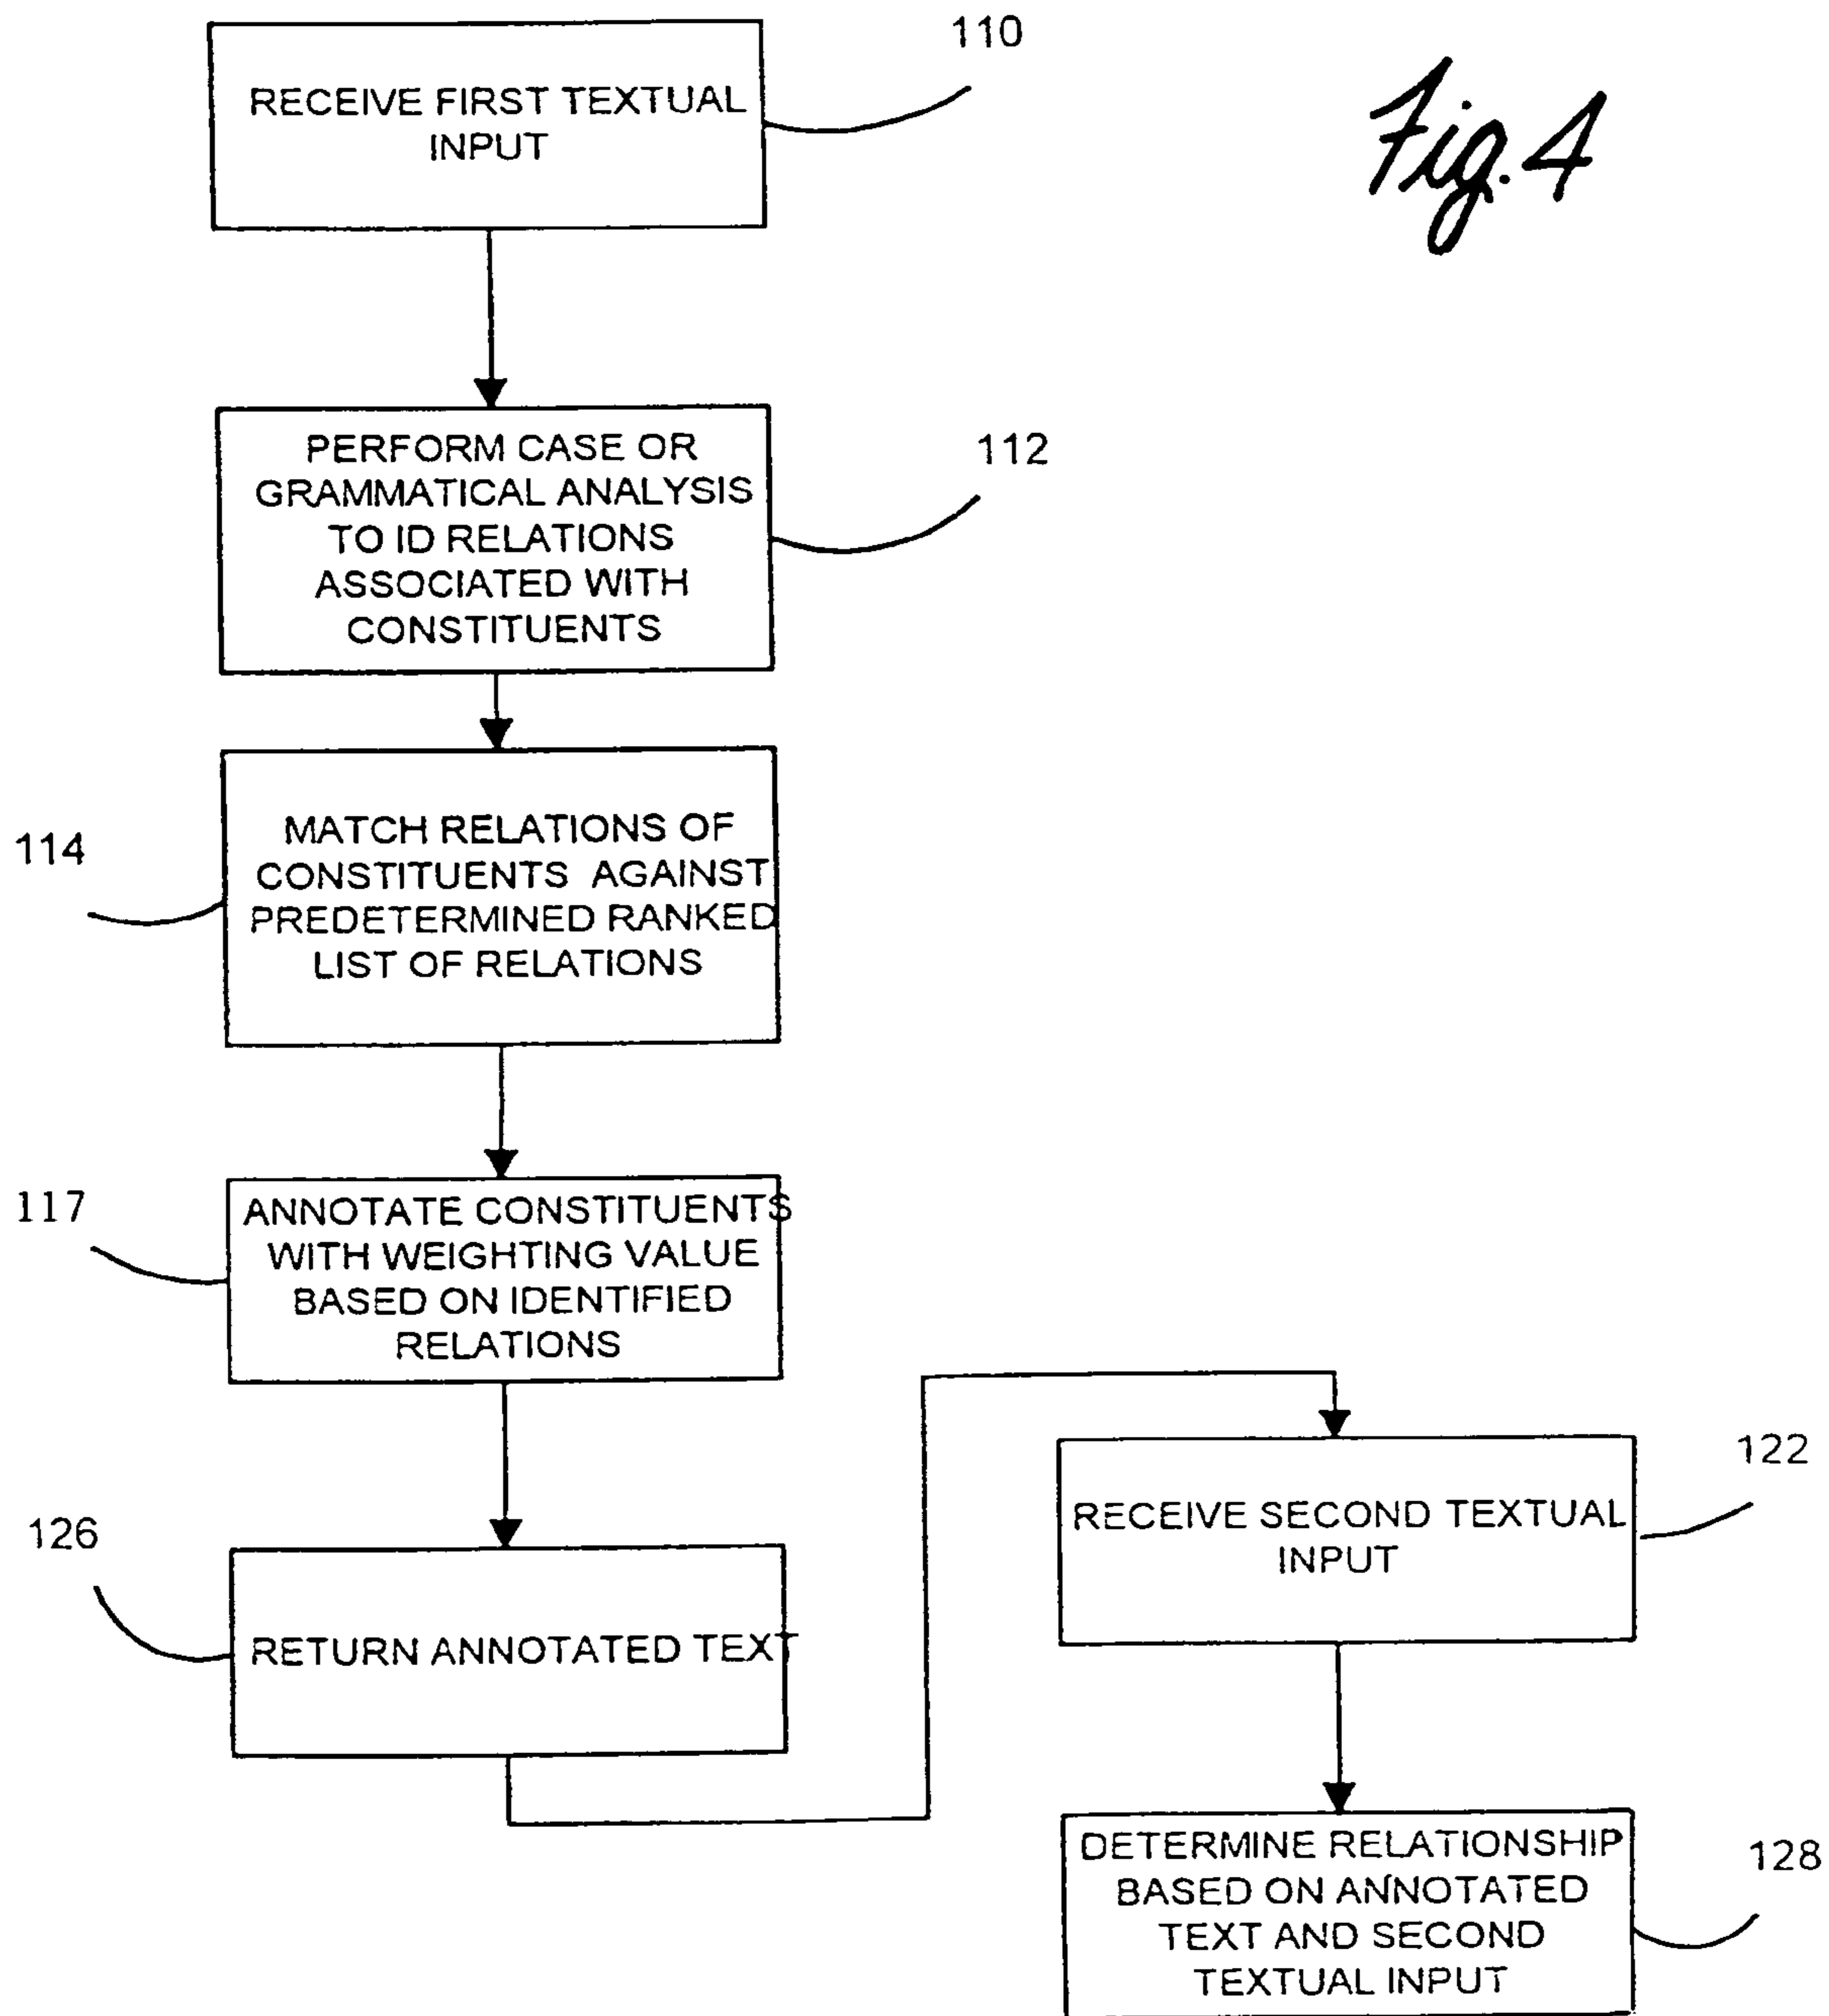 110
RECEIVE FIRST TEXTUAL
INPUT
Fig. 4
112
PERFORM CASE OR
GRAMMATICAL ANALYSIS
TO ID RELATIONS
ASSOCIATED WITH
CONSTITUENTS
114
MATCH RELATIONS OF
CONSTITUENTS AGAINST
PREDETERMINED RANKED
LIST OF RELATIONS
117
ANNOTATE CONSTITUENTS
WITH WEIGHTING VALUE
BASED ON IDENTIFIED
RELATIONS
126
RETURN ANNOTATED TEXT
122
RECEIVE SECOND TEXTUAL
INPUT
128
DETERMINE RELATIONSHIP
BASED ON ANNOTATED
TEXT AND SECOND
TEXTUAL INPUT